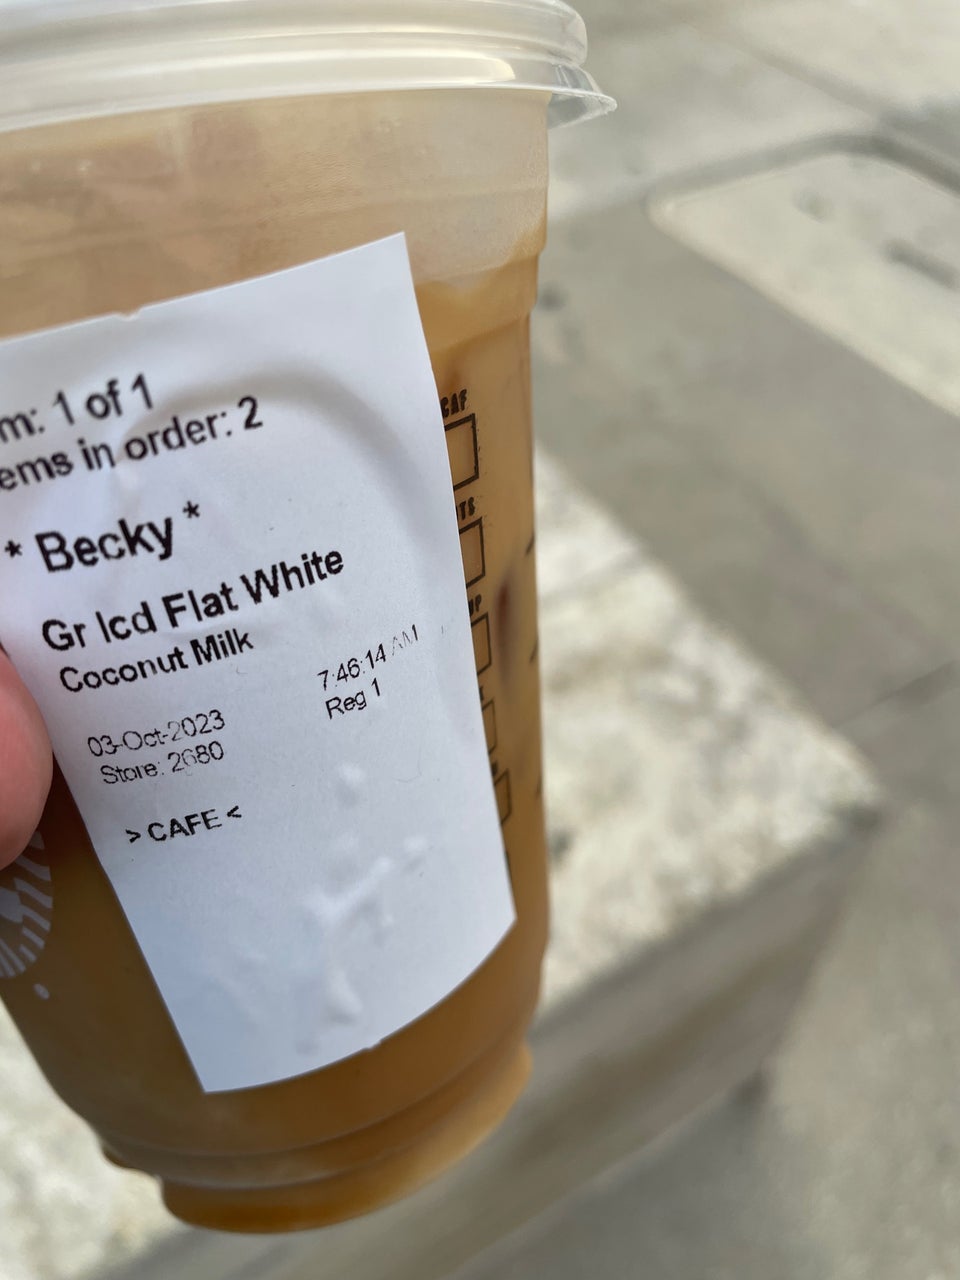 m: 1 of 1
ems in order: 2
* Becky *
Gr Icd Flat White
Coconut Milk
7:46:14 AM
Reg 1
03-Oct-2023
Store: 2680
> CAFE <